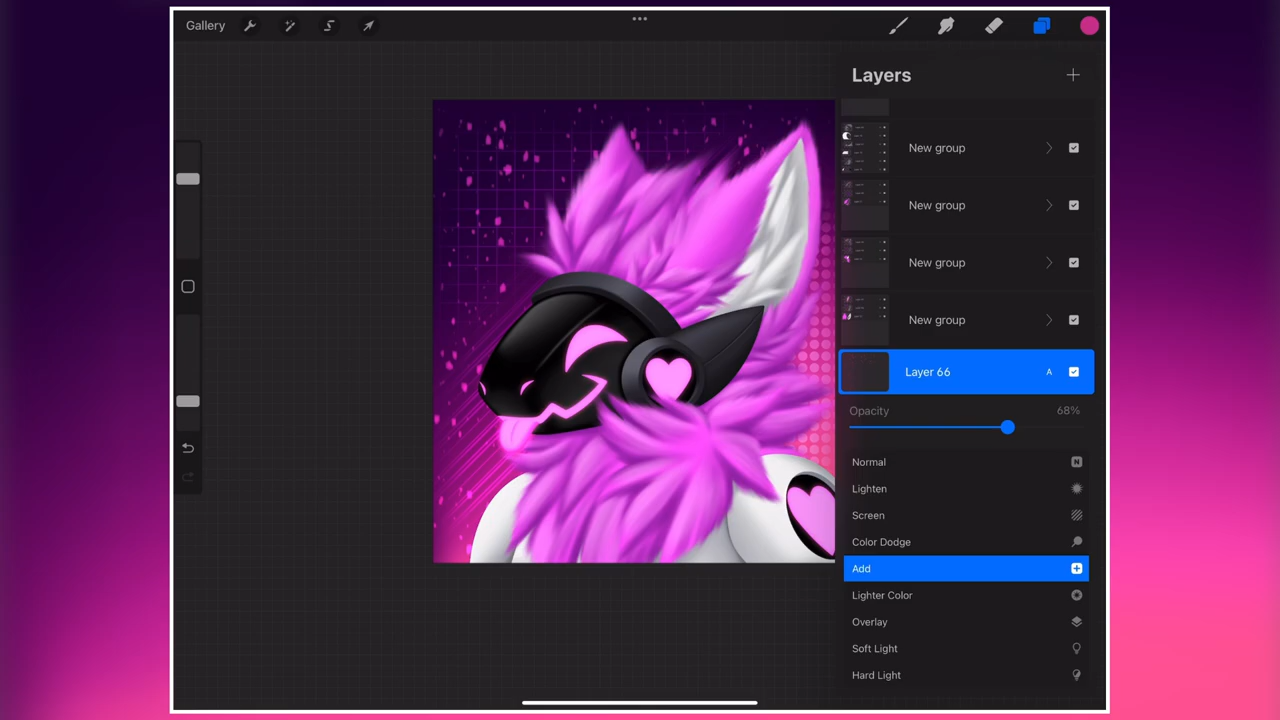 Gallery
Layers
New group
New group
New group
New group
Layer 66 A
Opacity 68%
Normal N
Lighten
Screen
Color Dodge
Add
Lighter Color
Overlay
Soft Light
Hard Light